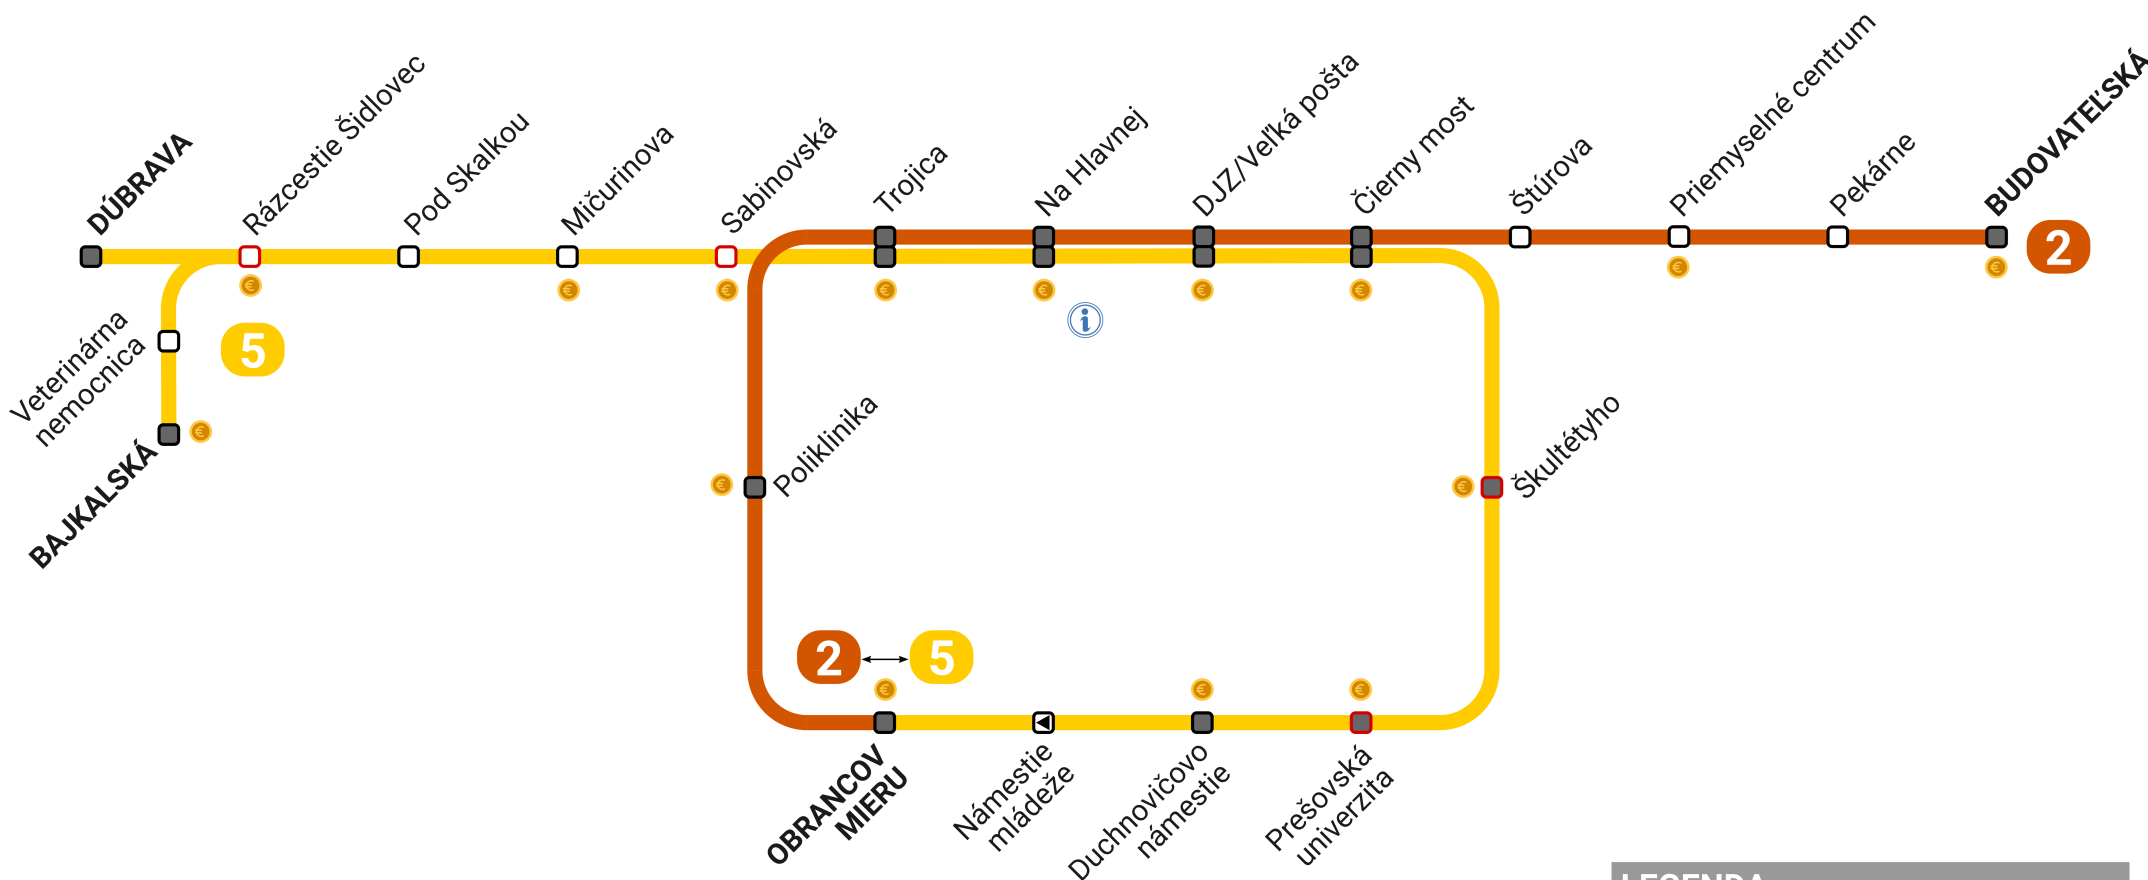 DÚBRAVA
Rázcestie Šidlovec
Pod Skalkou
Mičurinova
Sabinovská
Trojica
Na Hlavnej
DJZ/Veľká pošta
Čierny most
Štúrova
Priemyselné centrum
Pekárne
BUDOVATEĽSKÁ
2
5
Veterinárna
nemocnica
BAJKALSKÁ
Poliklinika
Škultétyho
2
5
OBRANCOV
MIERU
Námestie
mládeže
Duchnovičovo
námestie
Prešovská
univerzita
LEGENDA